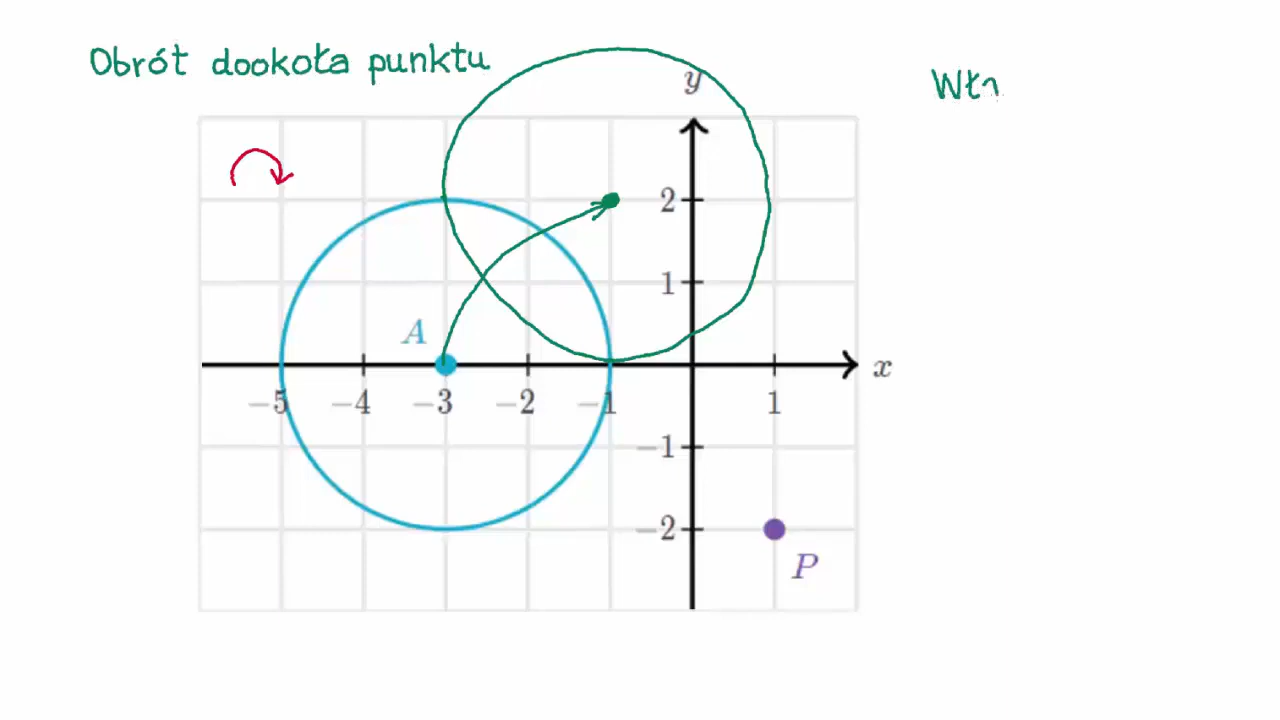 Obrót dookoła punktu
y
2
1
A
x
−5 −4 −3 −2 −1 1
−1
−2
P